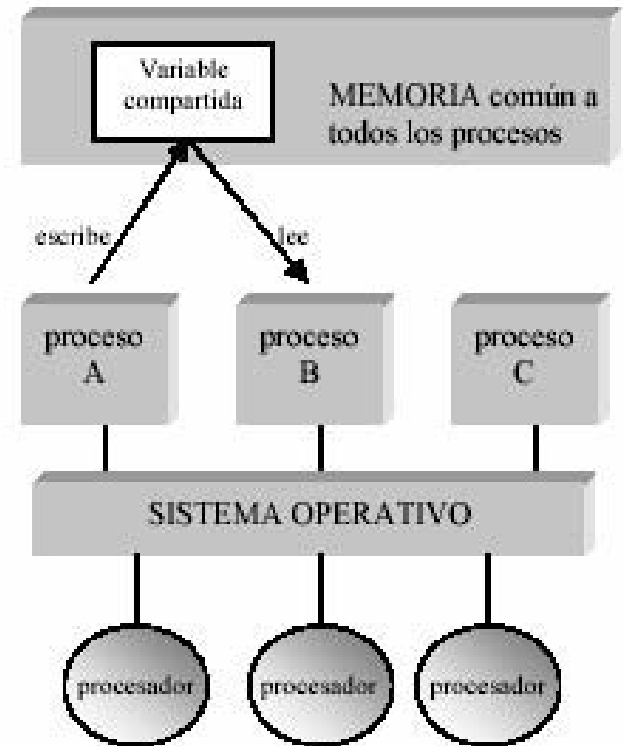 Variable
compartida
MEMORIA común a
todos los procesos
escribe
lee
proceso
A
proceso
B
proceso
C
SISTEMA OPERATIVO
procesador
procesador
procesador